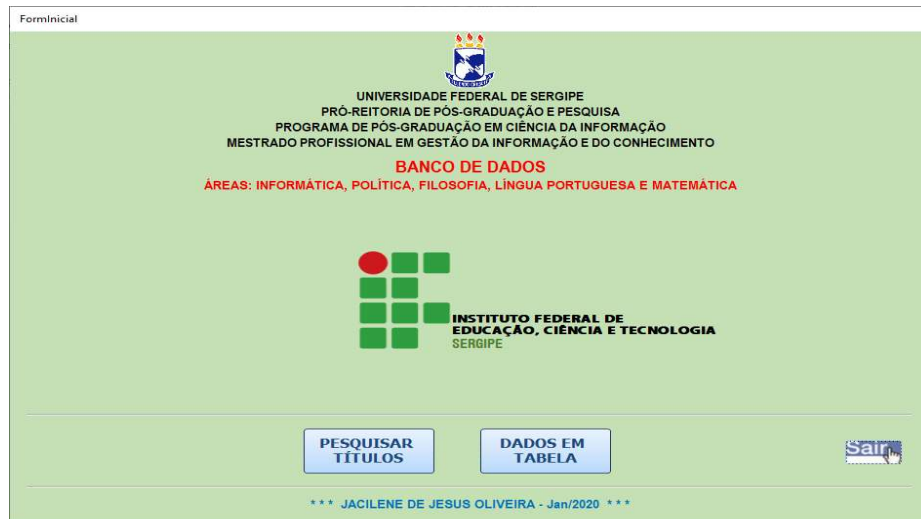 FormInicial
UNIVERSIDADE FEDERAL DE SERGIPE
PRÓ-REITORIA DE PÓS-GRADUAÇÃO E PESQUISA
PROGRAMA DE PÓS-GRADUAÇÃO EM CIÊNCIA DA INFORMAÇÃO
MESTRADO PROFISSIONAL EM GESTÃO DA INFORMAÇÃO E DO CONHECIMENTO
BANCO DE DADOS
ÁREAS: INFORMÁTICA, POLÍTICA, FILOSOFIA, LÍNGUA PORTUGUESA E MATEMÁTICA
INSTITUTO FEDERAL DE
EDUCAÇÃO, CIÊNCIA E TECNOLOGIA
SERGIPE
PESQUISAR
TÍTULOS
DADOS EM
TABELA
Sair
* * * JACILENE DE JESUS OLIVEIRA - Jan/2020 * * *